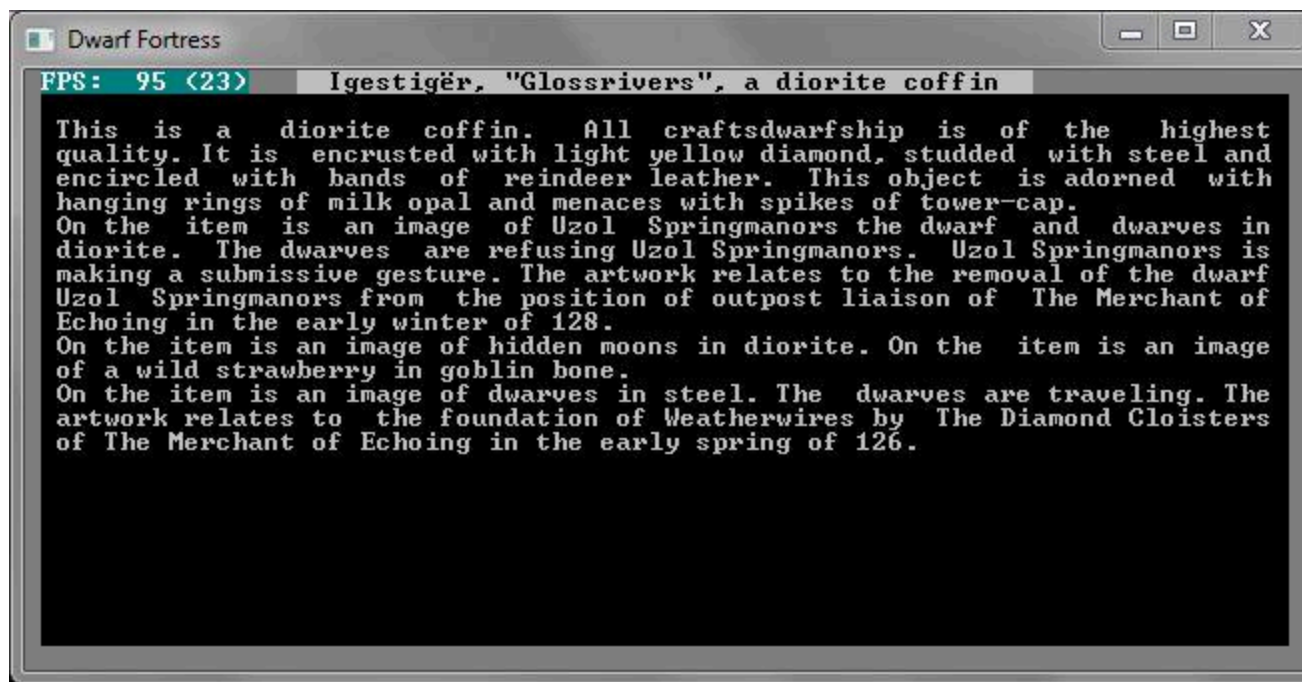 Dwarf Fortress
FPS: 95 (23) Igestigër, "Glossrivers", a diorite coffin
This is a diorite coffin. All craftsdwarfship is of the highest
quality. It is encrusted with light yellow diamond, studded with steel and
encircled with bands of reindeer leather. This object is adorned with
hanging rings of milk opal and menaces with spikes of tower-cap.
On the item is an image of Uzol Springmanors the dwarf and dwarves in
diorite. The dwarves are refusing Uzol Springmanors. Uzol Springmanors is
making a submissive gesture. The artwork relates to the removal of the dwarf
Uzol Springmanors from the position of outpost liaison of The Merchant of
Echoing in the early winter of 128.
On the item is an image of hidden moons in diorite. On the item is an image
of a wild strawberry in goblin bone.
On the item is an image of dwarves in steel. The dwarves are traveling. The
artwork relates to the foundation of Weatherwires by The Diamond Cloisters
of The Merchant of Echoing in the early spring of 126.